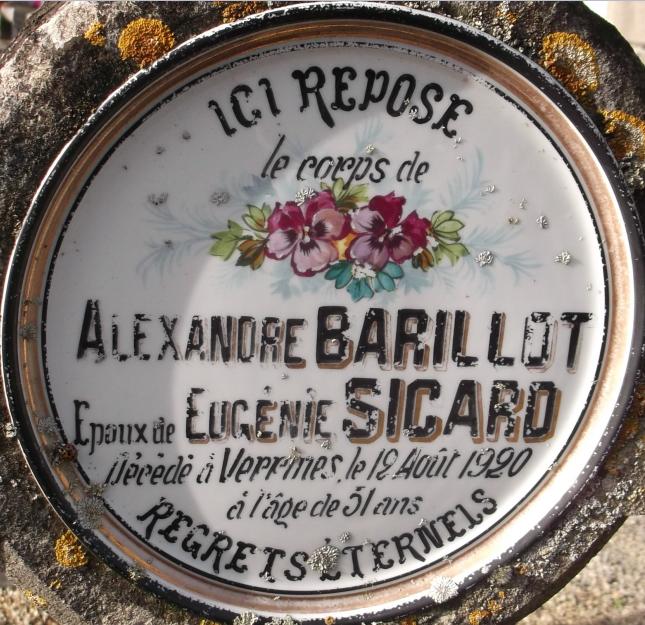 ICI REPOSE
le corps de
ALEXANDRE BARILLOT
Epoux de EUGÉNIE SICARD
Décédé à Verrines, le 12 Août 1920
à l'âge de 51 ans
REGRETS ÉTERNELS